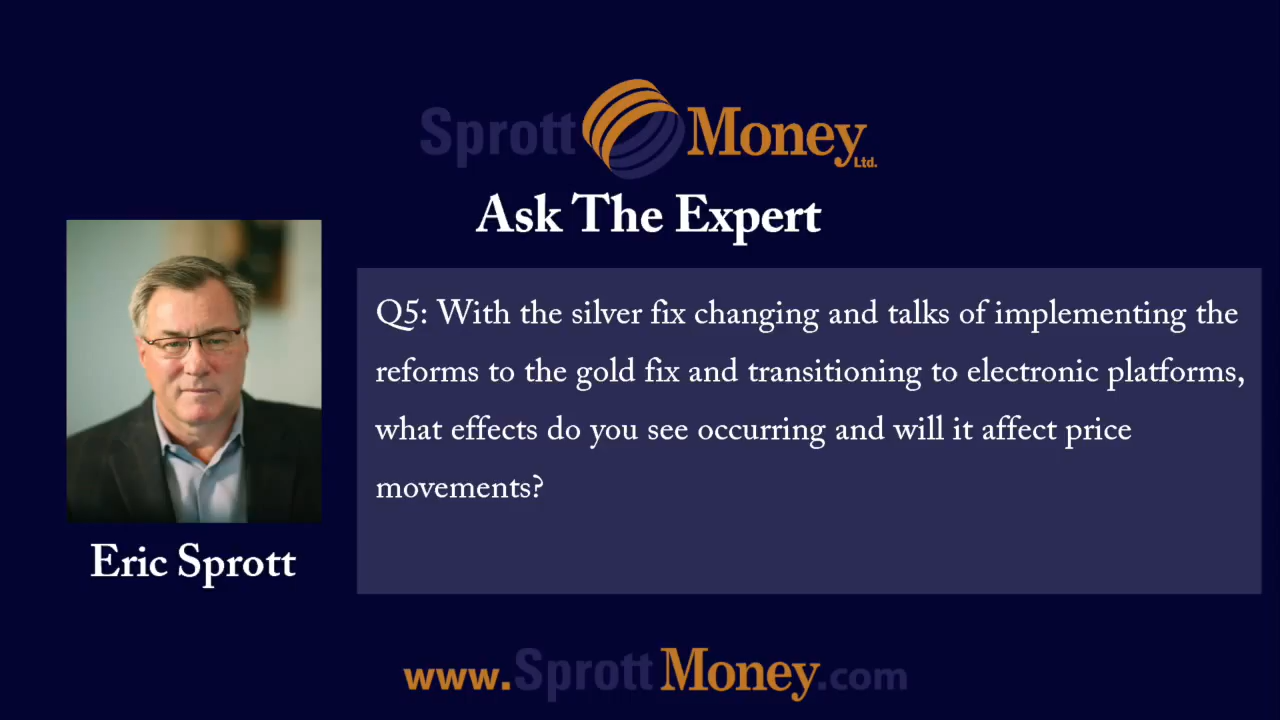 Sprott Money Ltd.
Ask The Expert
Q5: With the silver fix changing and talks of implementing the
reforms to the gold fix and transitioning to electronic platforms,
what effects do you see occurring and will it affect price
movements?
Eric Sprott
www.SprottMoney.com